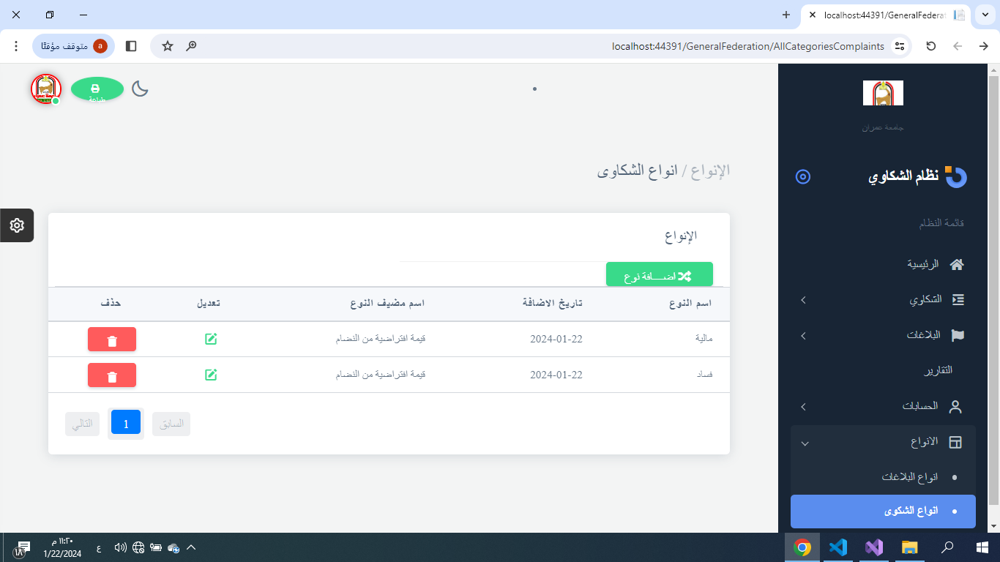 localhost:44391/GeneralFederat
localhost:44391/GeneralFederation/AllCategoriesComplaints
a متوقف مؤقتًا
طباعة
جامعة عمران
نظام الشكاوي
قائمة النظام
الرئيسية
الشكاوي
البلاغات
التقارير
الحسابات
الانواع
انواع البلاغات
انواع الشكوى
الإنواع / انواع الشكاوى
الإنواع
اضـــافة نوع
اسم النوع تاريخ الاضافة اسم مضيف النوع تعديل حذف
مالية 2024-01-22 قيمة افتراضية من النضام
فساد 2024-01-22 قيمة افتراضية من النضام
السابق 1 التالي
١١:٢٠ م
1/22/2024
ع
١٨